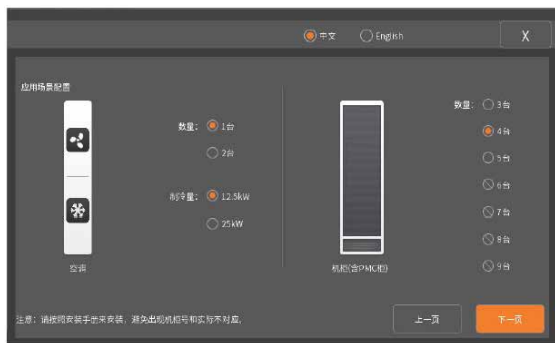 中文 English X
应用场景配置
数量： 1台
2台
制冷量： 12.5kW
25kW
空调
数量： 3台
4台
5台
6台
7台
8台
9台
机柜(含PMC柜)
注意：请按照安装手册来安装，避免出现机柜号和实际不对应。
上一页 下一页